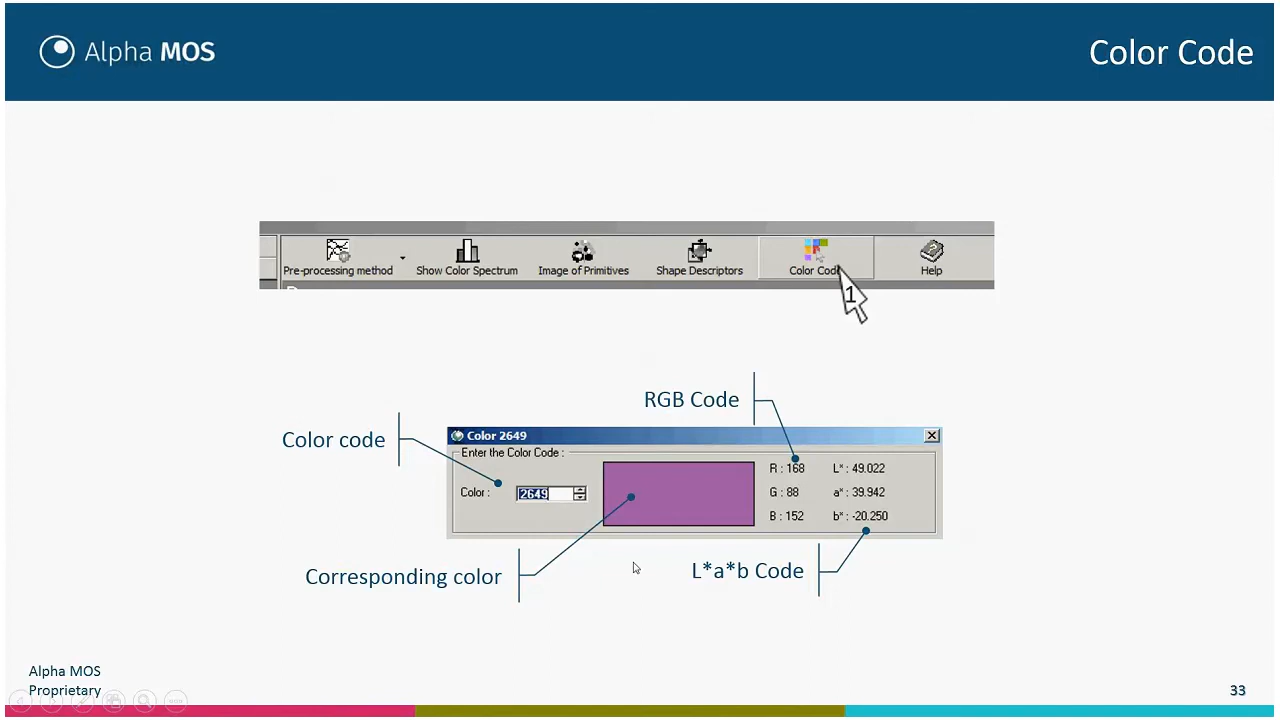 Alpha MOS
Color Code
Pre-processing method
Show Color Spectrum
Image of Primitives
Shape Descriptors
Color Code
Help
1
RGB Code
Color code
Color 2649
Enter the Color Code :
R : 168
L* : 49.022
Color :
2649
G : 88
a* : 39.942
B : 152
b* : -20.250
Corresponding color
L*a*b Code
Alpha MOS
Proprietary
33